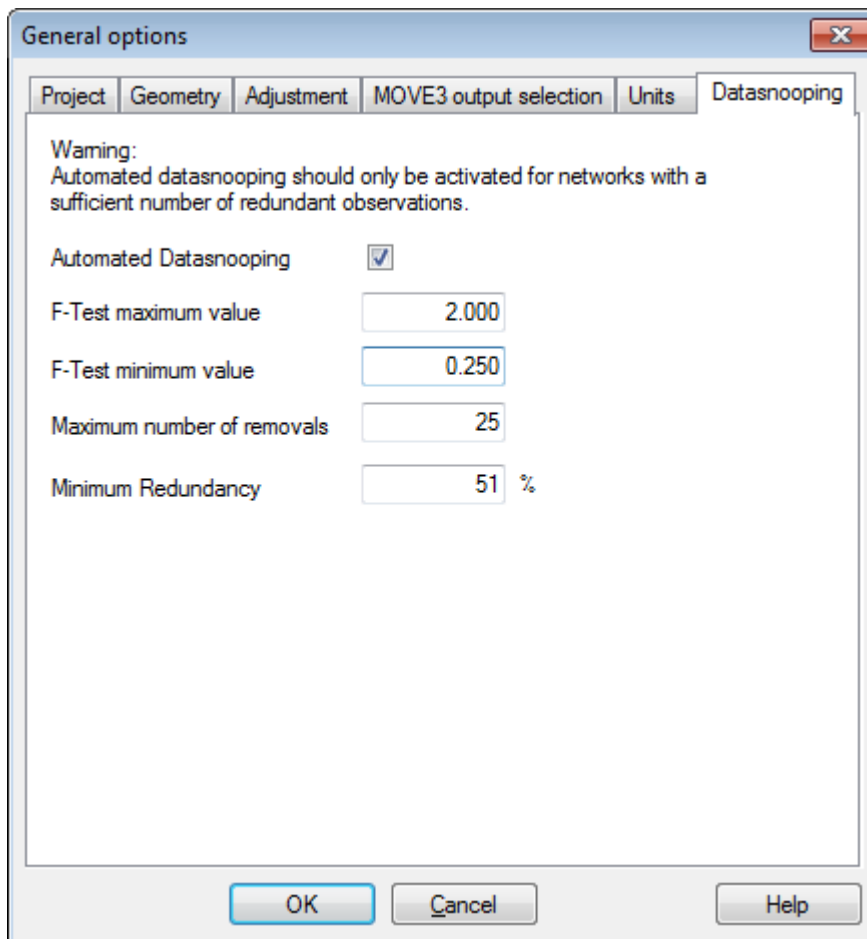 General options
Project Geometry Adjustment MOVE3 output selection Units Datasnooping
Warning:
Automated datasnooping should only be activated for networks with a
sufficient number of redundant observations.
Automated Datasnooping
F-Test maximum value 2.000
F-Test minimum value 0.250
Maximum number of removals 25
Minimum Redundancy 51 %
OK Cancel Help